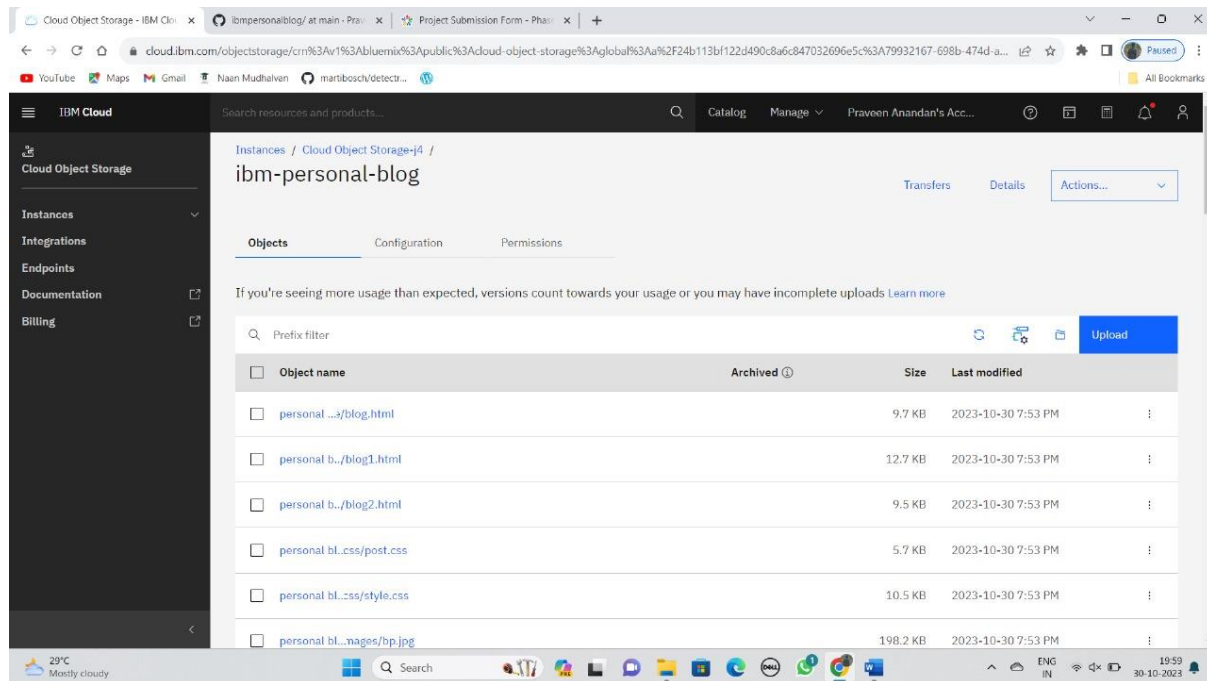 Cloud Object Storage - IBM Clo
ibmpersonalblog/ at main · Prav
Project Submission Form - Phas
cloud.ibm.com/objectstorage/crn%3Av1%3Abluemix%3Apublic%3Acloud-object-storage%3Aglobal%3Aa%2F24b113bf122d490c8a6c847032696e5c%3A79932167-698b-474d-a...
Paused
YouTube Maps Gmail Naan Mudhalvan martibosch/detectr... All Bookmarks
IBM Cloud Search resources and products... Catalog Manage Praveen Anandan's Acc...
Cloud Object Storage
Instances
Integrations
Endpoints
Documentation
Billing
Instances / Cloud Object Storage-j4 /
ibm-personal-blog
Transfers Details Actions...
Objects Configuration Permissions
If you're seeing more usage than expected, versions count towards your usage or you may have incomplete uploads Learn more
Prefix filter Upload
Object name Archived Size Last modified
personal ...e/blog.html 9.7 KB 2023-10-30 7:53 PM
personal b../blog1.html 12.7 KB 2023-10-30 7:53 PM
personal b../blog2.html 9.5 KB 2023-10-30 7:53 PM
personal bl..css/post.css 5.7 KB 2023-10-30 7:53 PM
personal bl..css/style.css 10.5 KB 2023-10-30 7:53 PM
personal bl...mages/bp.jpg 198.2 KB 2023-10-30 7:53 PM
29°C
Mostly cloudy
Search
ENG
IN
19:59
30-10-2023